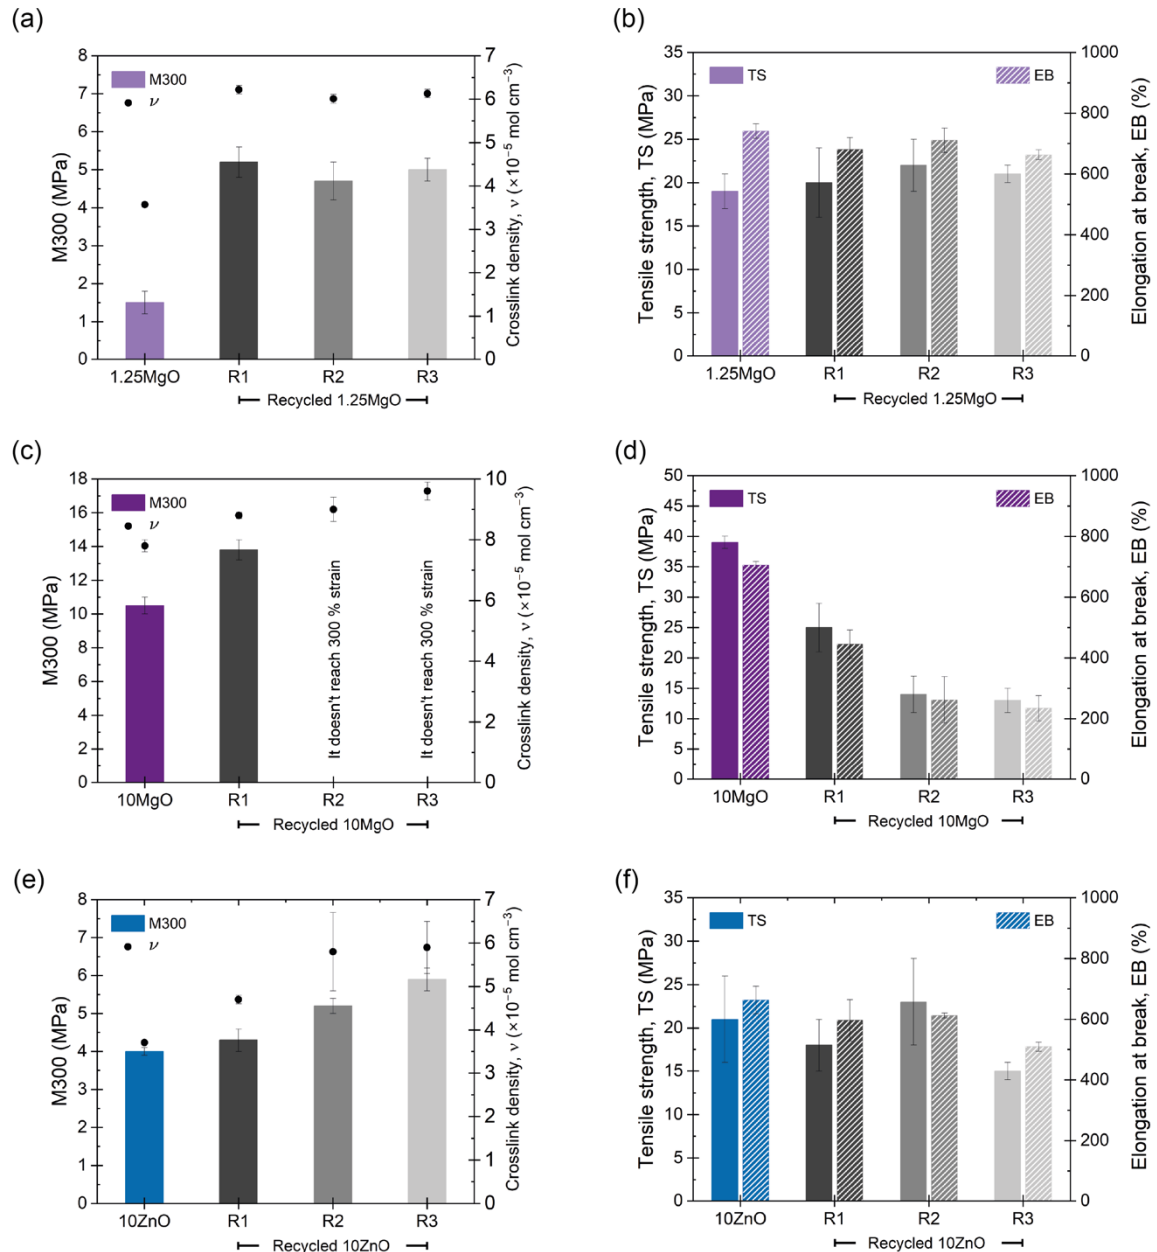 (a)
M300
ν
M300 (MPa)
8
7
6
5
4
3
2
1
0
Crosslink density, ν (×10⁻⁵ mol cm⁻³)
7
6
5
4
3
2
1
0
1.25MgO R1 R2 R3
Recycled 1.25MgO
(b)
TS
EB
Tensile strength, TS (MPa)
35
30
25
20
15
10
5
0
Elongation at break, EB (%)
1000
800
600
400
200
0
1.25MgO R1 R2 R3
Recycled 1.25MgO
(c)
M300
ν
M300 (MPa)
18
16
14
12
10
8
6
4
2
0
It doesn't reach 300 % strain
It doesn't reach 300 % strain
Crosslink density, ν (×10⁻⁵ mol cm⁻³)
10
8
6
4
2
0
10MgO R1 R2 R3
Recycled 10MgO
(d)
TS
EB
Tensile strength, TS (MPa)
50
45
40
35
30
25
20
15
10
5
0
Elongation at break, EB (%)
1000
800
600
400
200
0
10MgO R1 R2 R3
Recycled 10MgO
(e)
M300
ν
M300 (MPa)
8
7
6
5
4
3
2
1
0
Crosslink density, ν (×10⁻⁵ mol cm⁻³)
7
6
5
4
3
2
1
0
10ZnO R1 R2 R3
Recycled 10ZnO
(f)
TS
EB
Tensile strength, TS (MPa)
35
30
25
20
15
10
5
0
Elongation at break, EB (%)
1000
800
600
400
200
0
10ZnO R1 R2 R3
Recycled 10ZnO